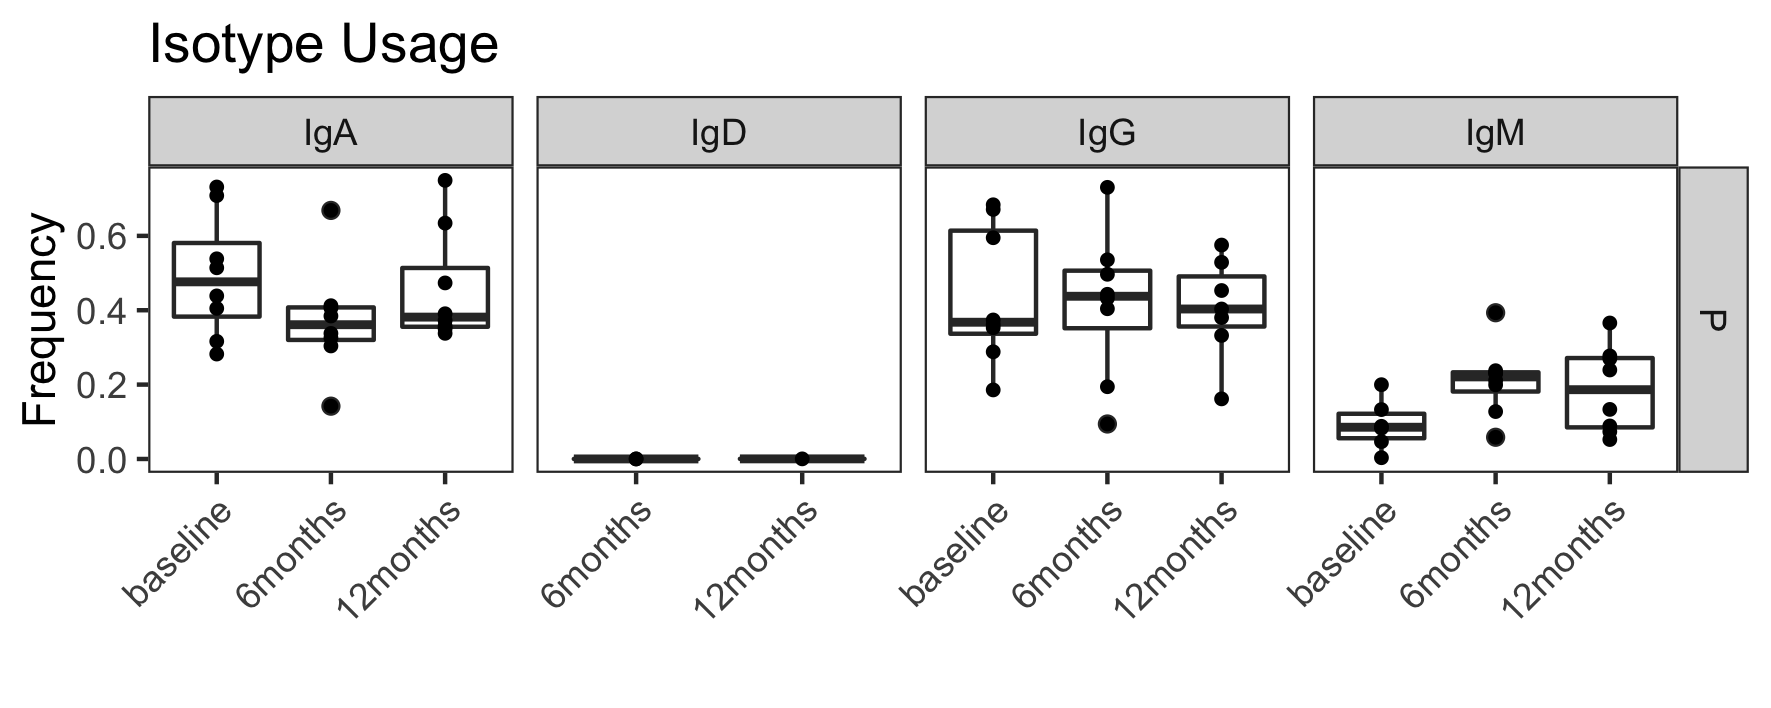 Isotype Usage
IgA
IgD
IgG
IgM
P
Frequency
0.6
0.4
0.2
0.0
baseline
6months
12months
6months
12months
baseline
6months
12months
baseline
6months
12months